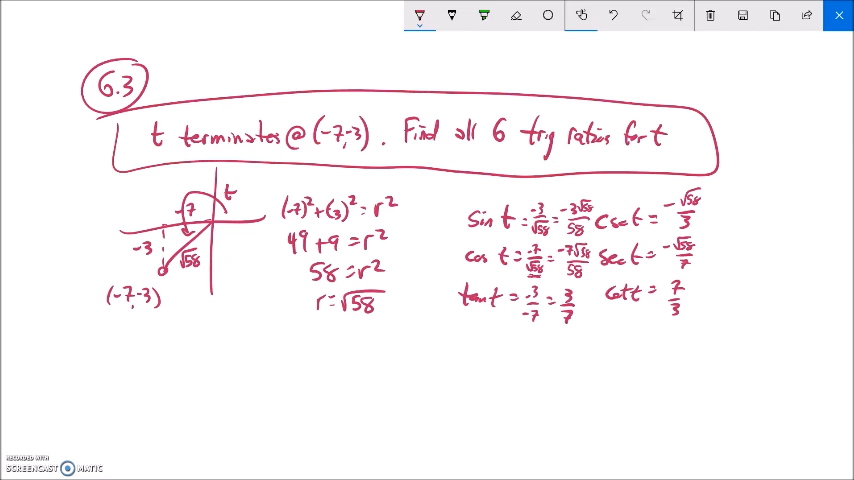 6.3
t terminates @ (-7,-3). Find all 6 trig ratios for t
t
-7
-3
√58
(-7,-3)
(-7)² + (-3)² = r²
49 + 9 = r²
58 = r²
r = √58
sin t = -3/√58 = -3√58/58 csc t = -√58/3
cos t = -7/√58 = -7√58/58 sec t = -√58/7
tan t = -3/-7 = 3/7 cot t = 7/3
RECORDED WITH
SCREENCAST MATIC